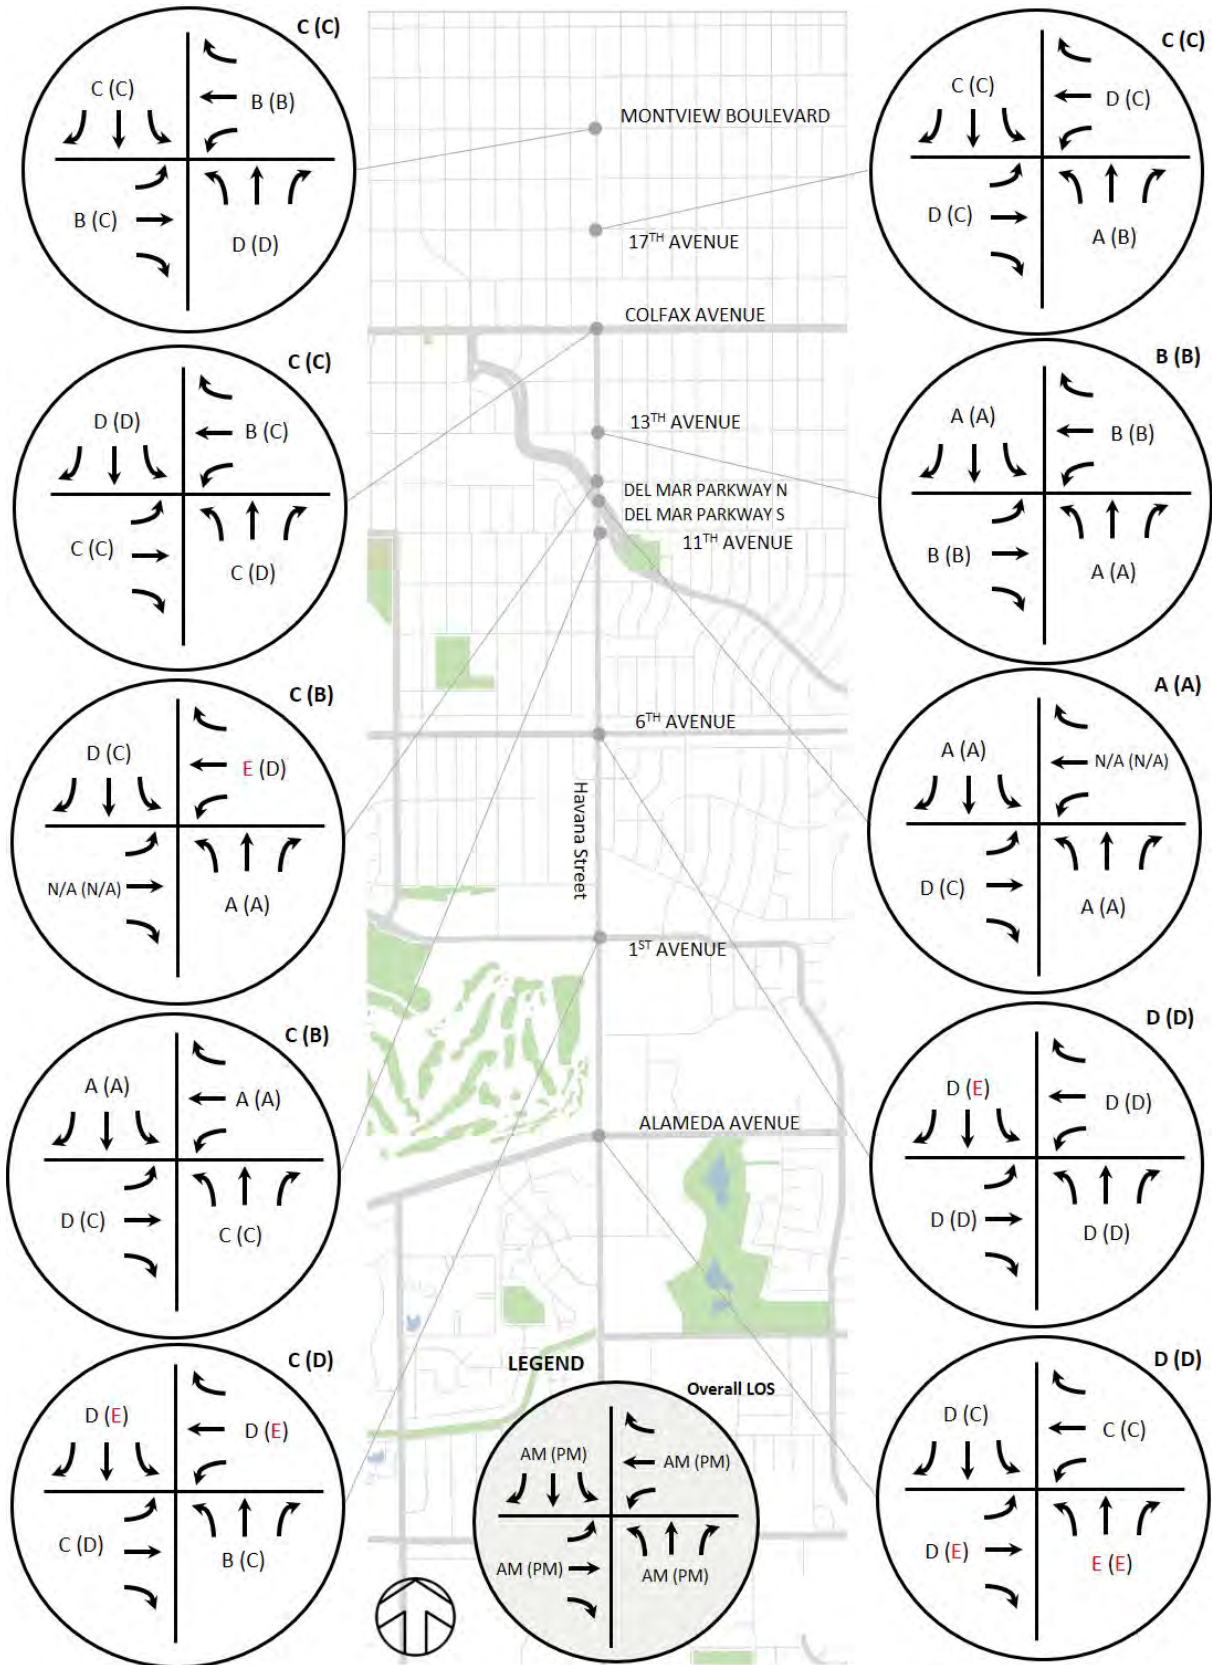 C (C)
C (C)
B (B)
B (C)
D (D)
C (C)
C (C)
D (C)
D (C)
A (B)
MONTVIEW BOULEVARD
17TH AVENUE
COLFAX AVENUE
C (C)
D (D)
B (C)
C (C)
C (D)
B (B)
A (A)
B (B)
B (B)
A (A)
13TH AVENUE
DEL MAR PARKWAY N
DEL MAR PARKWAY S
11TH AVENUE
C (B)
D (C)
E (D)
N/A (N/A)
A (A)
A (A)
A (A)
N/A (N/A)
D (C)
A (A)
6TH AVENUE
Havana Street
1ST AVENUE
C (B)
A (A)
A (A)
D (C)
C (C)
D (D)
D (E)
D (D)
D (D)
D (D)
ALAMEDA AVENUE
C (D)
D (E)
D (E)
C (D)
B (C)
D (D)
D (C)
C (C)
D (E)
E (E)
LEGEND
Overall LOS
AM (PM)
AM (PM)
AM (PM)
AM (PM)